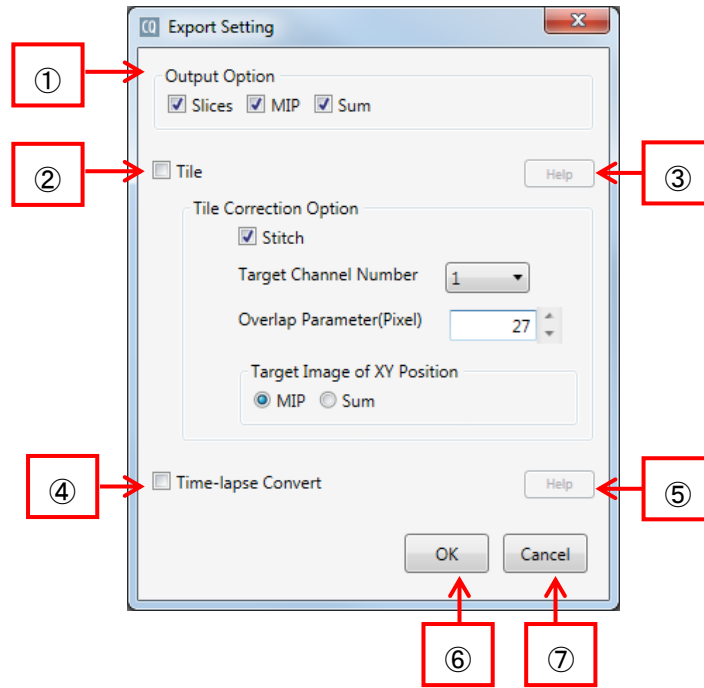 CQ Export Setting
① Output Option
Slices MIP Sum
② Tile Help ③
Tile Correction Option
Stitch
Target Channel Number 1
Overlap Parameter(Pixel) 27
Target Image of XY Position
MIP Sum
④ Time-lapse Convert Help ⑤
OK Cancel
⑥ ⑦